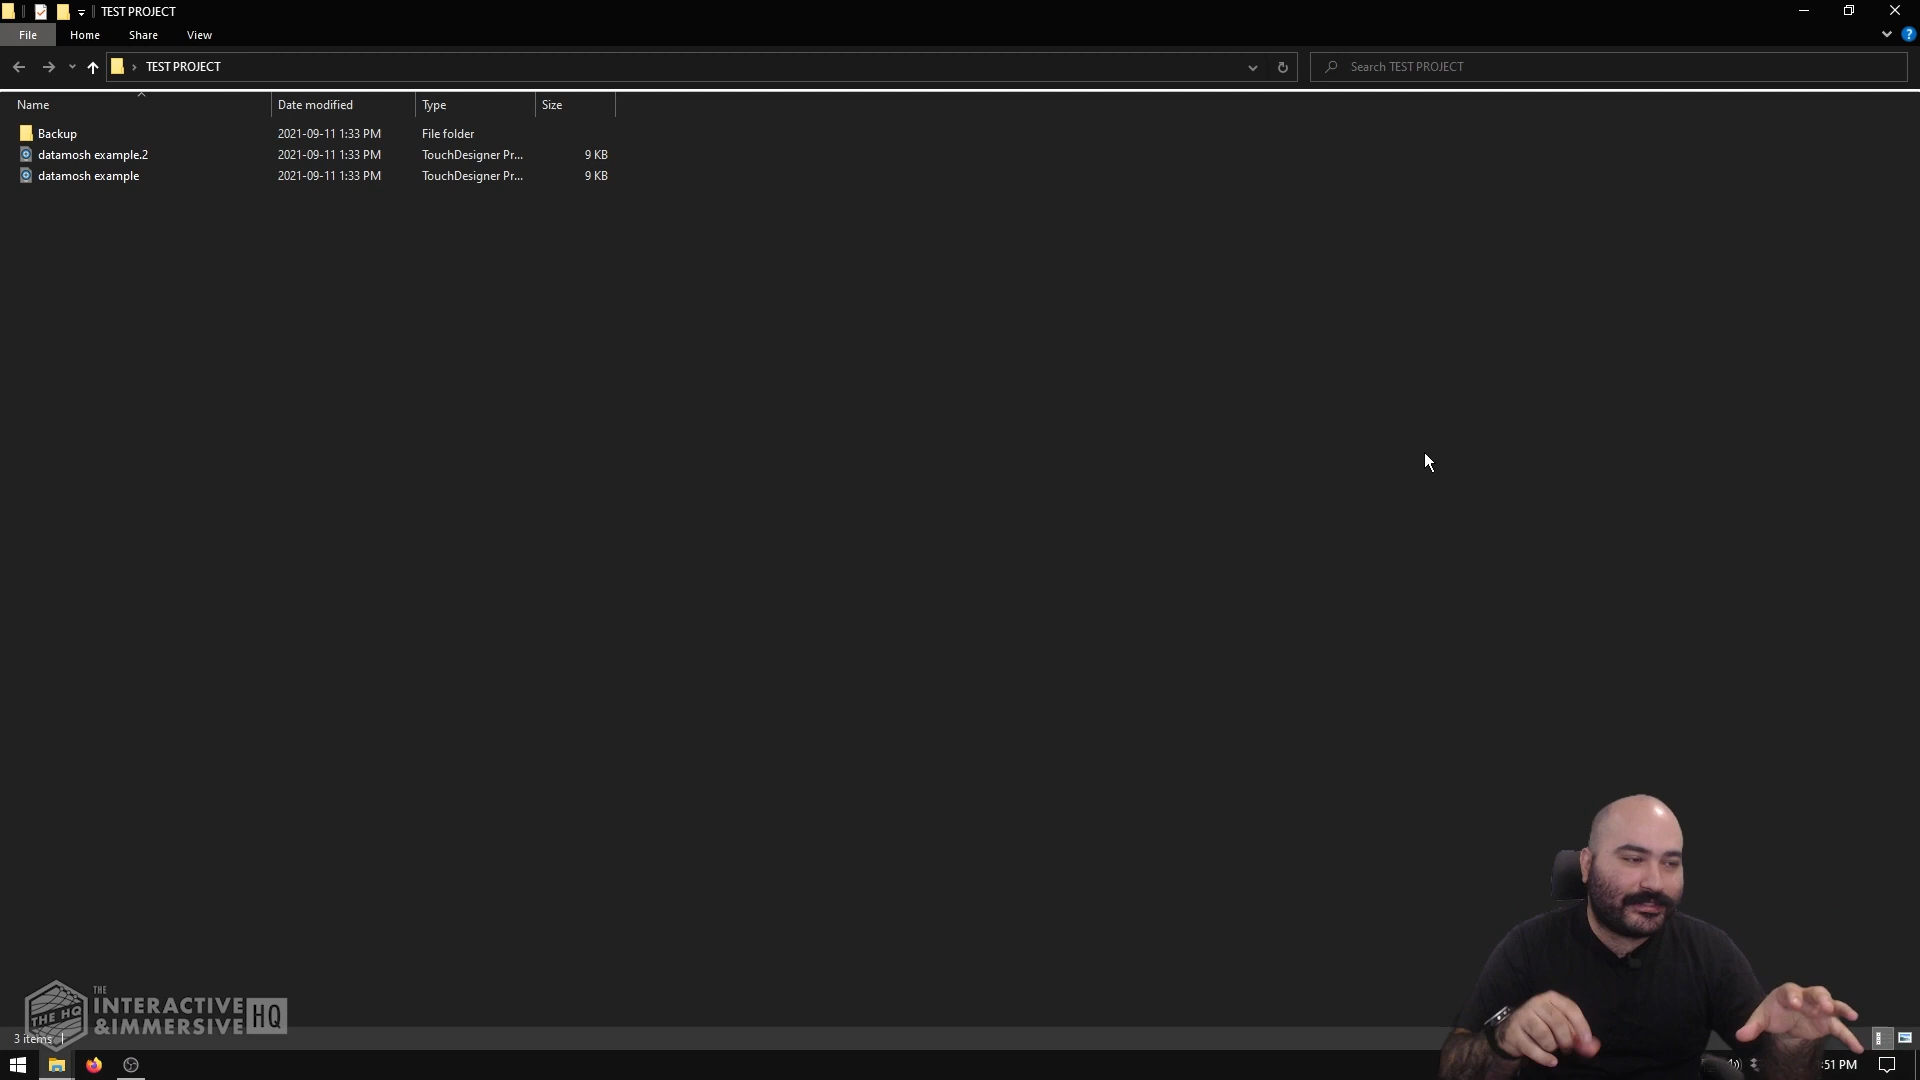 TEST PROJECT
File Home Share View
TEST PROJECT
Search TEST PROJECT
Name Date modified Type Size
Backup 2021-09-11 1:33 PM File folder
datamosh example.2 2021-09-11 1:33 PM TouchDesigner Pr... 9 KB
datamosh example 2021-09-11 1:33 PM TouchDesigner Pr... 9 KB
THE
INTERACTIVE
&IMMERSIVE HQ
THE HQ
3 items
:51 PM